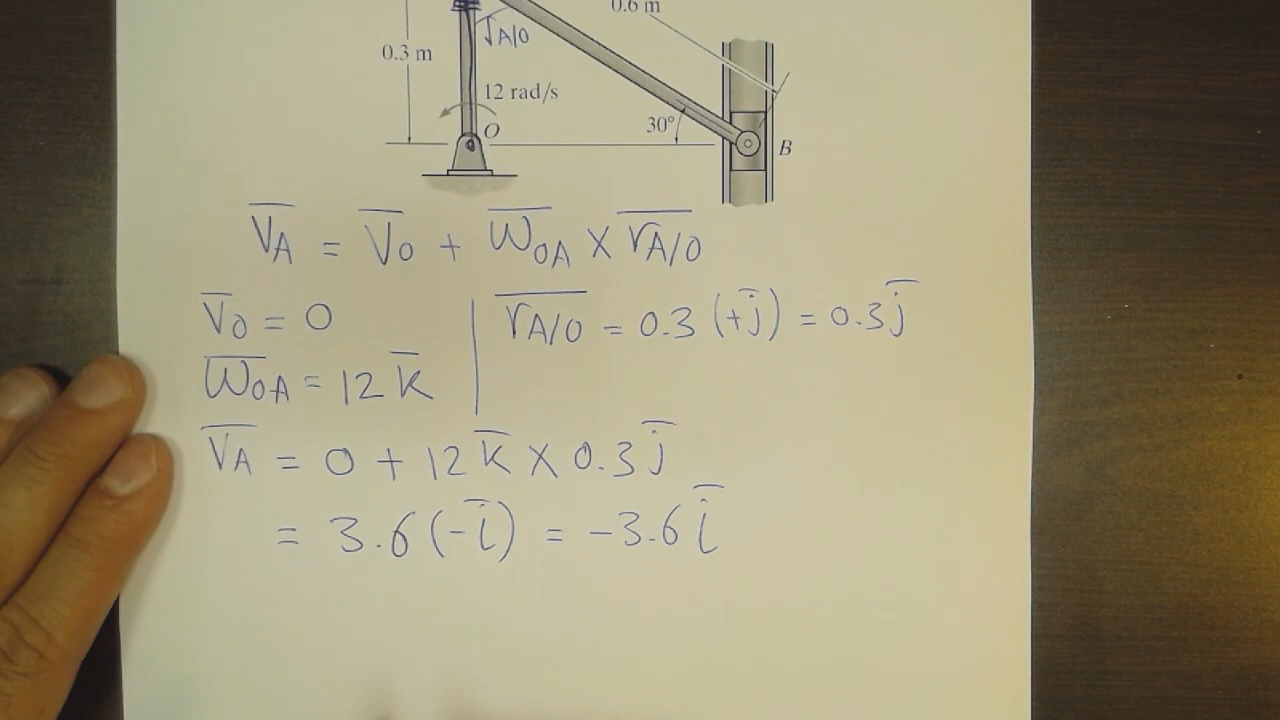 0.6 m
0.3 m
r̅A/O
12 rad/s
O
30°
B
V̅A = V̅O + ω̅OA × r̅A/O
V̅O = 0
r̅A/O = 0.3 (+j̅) = 0.3 j̅
ω̅OA = 12 k̅
V̅A = 0 + 12 k̅ × 0.3 j̅
= 3.6 (-i̅) = -3.6 i̅